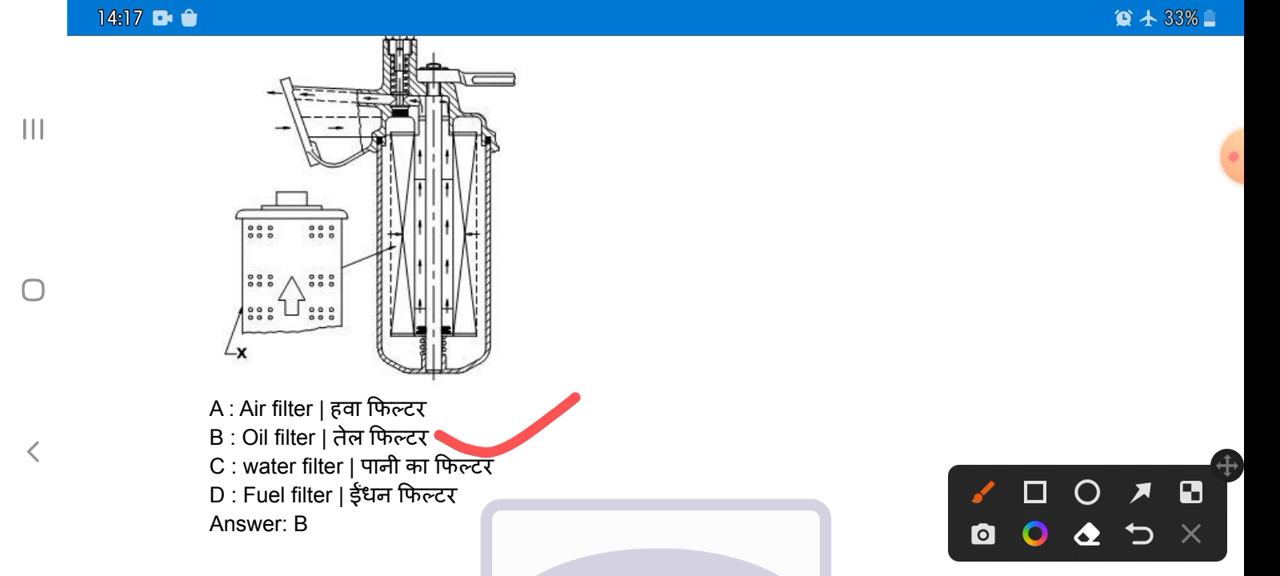 14:17
33%
X
A : Air filter | हवा फिल्टर
B : Oil filter | तेल फिल्टर
C : water filter | पानी का फिल्टर
D : Fuel filter | ईंधन फिल्टर
Answer: B